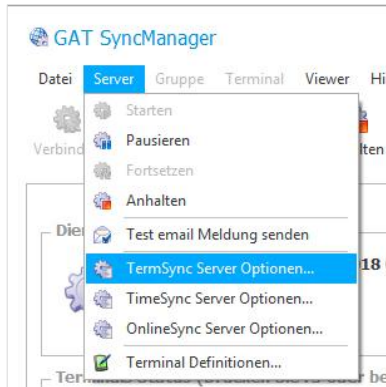 GAT SyncManager
Datei Server Gruppe Terminal Viewer
Starten
Pausieren
Fortsetzen
Anhalten
Test email Meldung senden
TermSync Server Optionen...
TimeSync Server Optionen...
OnlineSync Server Optionen...
Terminal Definitionen...